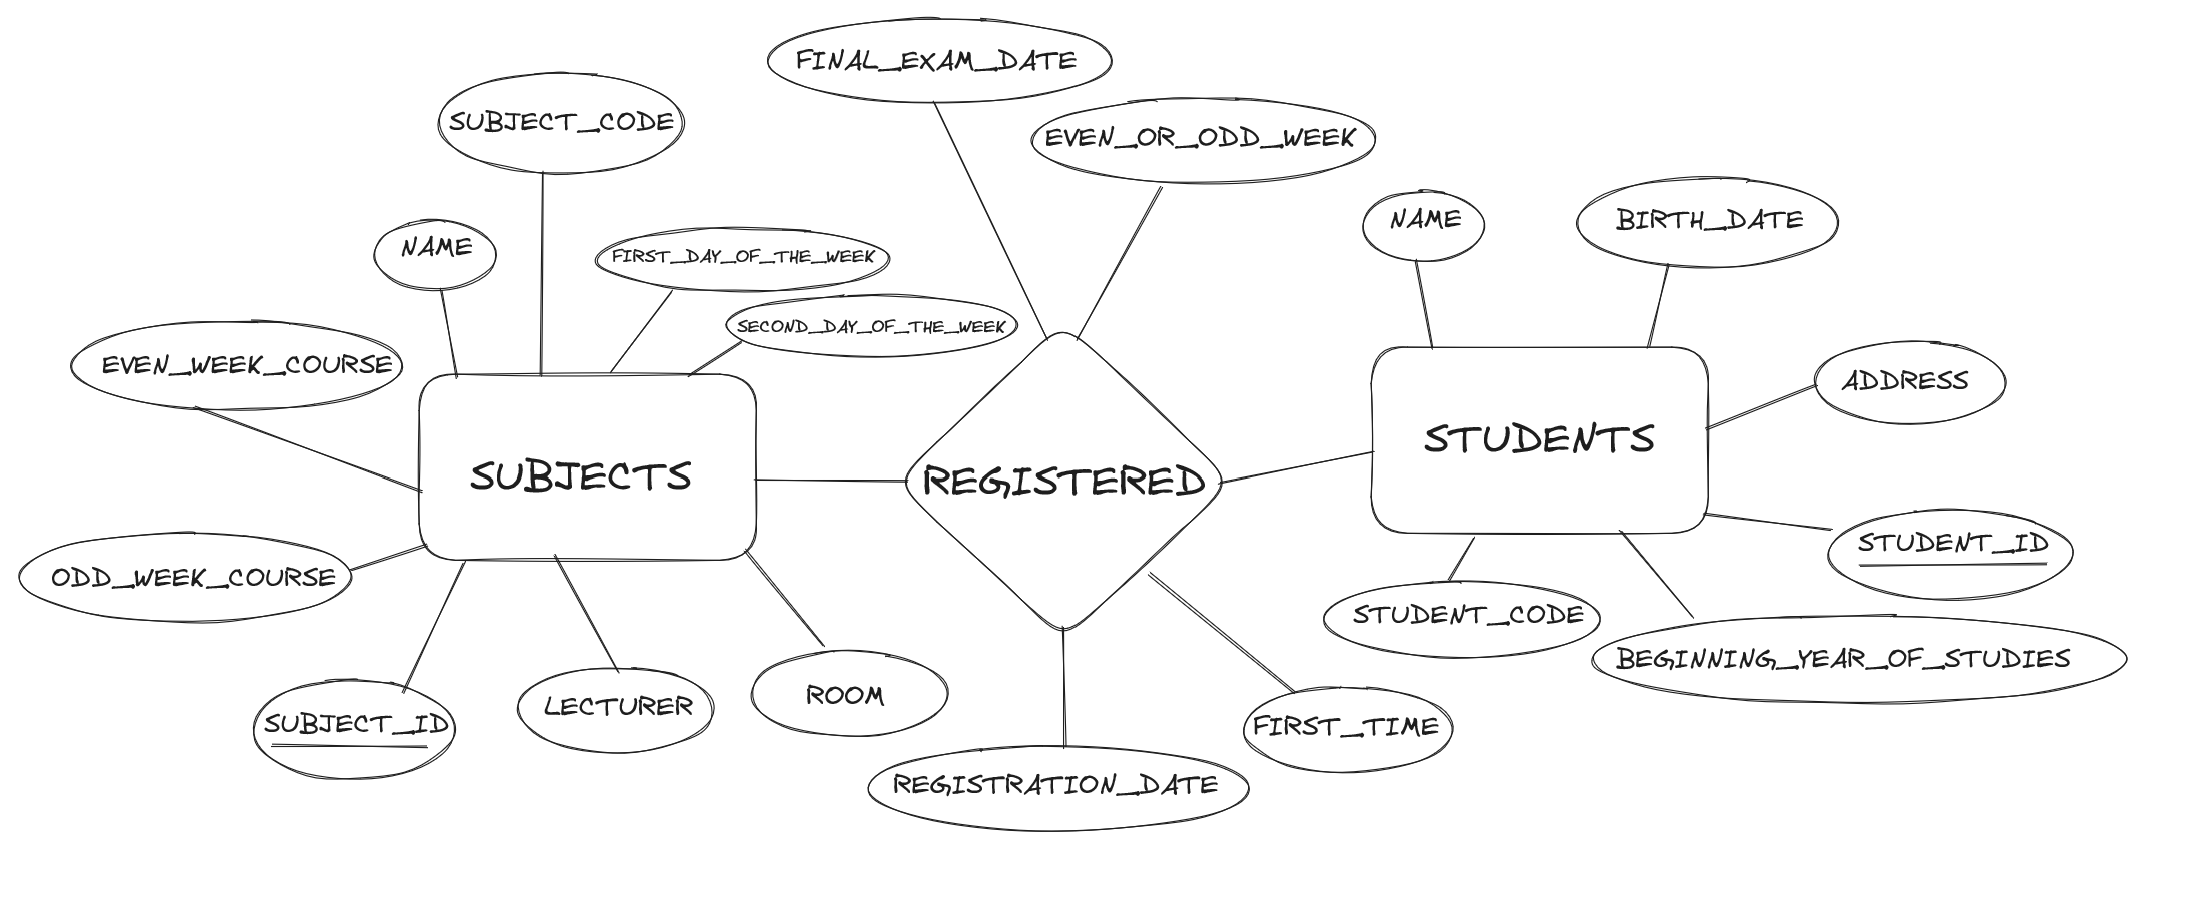 FINAL_EXAM_DATE
SUBJECT_CODE
EVEN_OR_ODD_WEEK
NAME
BIRTH_DATE
NAME
FIRST_DAY_OF_THE_WEEK
SECOND_DAY_OF_THE_WEEK
EVEN_WEEK_COURSE
ADDRESS
STUDENTS
SUBJECTS
REGISTERED
STUDENT_ID
ODD_WEEK_COURSE
STUDENT_CODE
BEGINNING_YEAR_OF_STUDIES
ROOM
LECTURER
SUBJECT_ID
FIRST_TIME
REGISTRATION_DATE